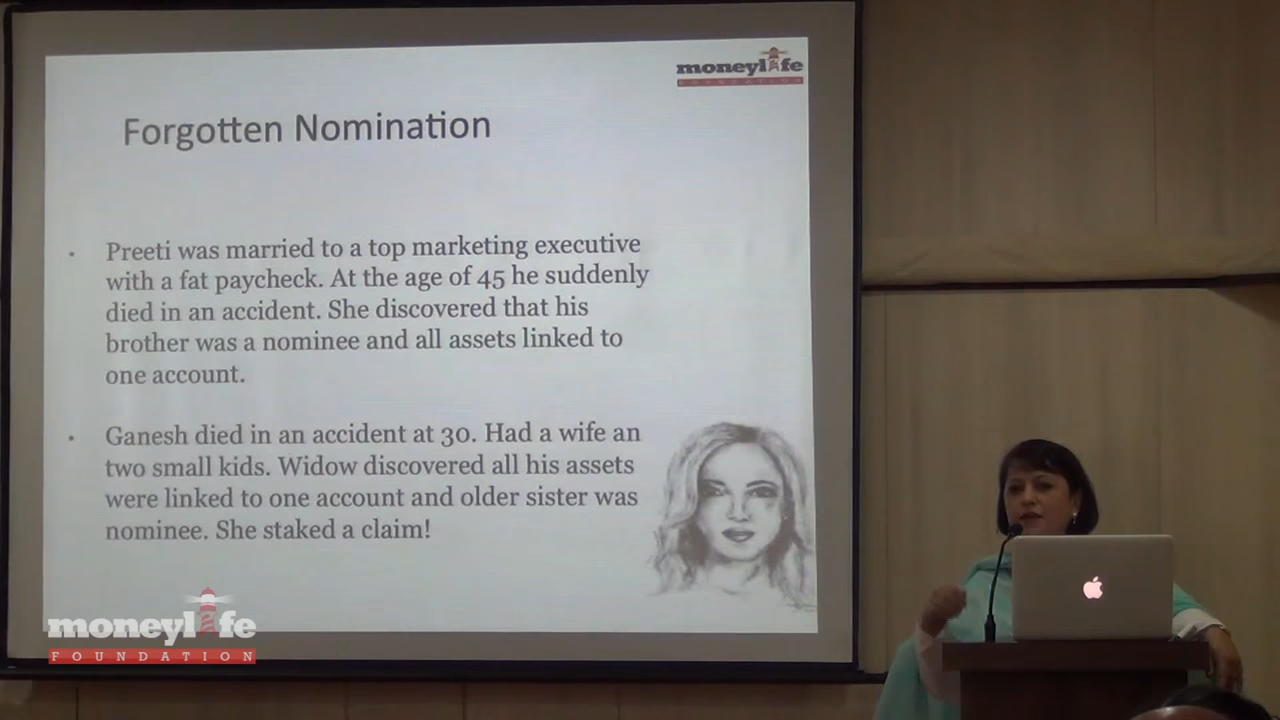 moneylife
FOUNDATION
Forgotten Nomination
Preeti was married to a top marketing executive
with a fat paycheck. At the age of 45 he suddenly
died in an accident. She discovered that his
brother was a nominee and all assets linked to
one account.
Ganesh died in an accident at 30. Had a wife an
two small kids. Widow discovered all his assets
were linked to one account and older sister was
nominee. She staked a claim!
moneylife
FOUNDATION